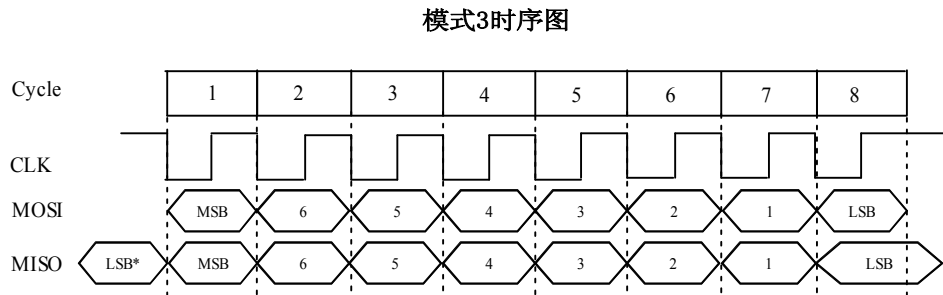 模式3时序图
Cycle 1 2 3 4 5 6 7 8
CLK
MOSI MSB 6 5 4 3 2 1 LSB
MISO LSB* MSB 6 5 4 3 2 1 LSB